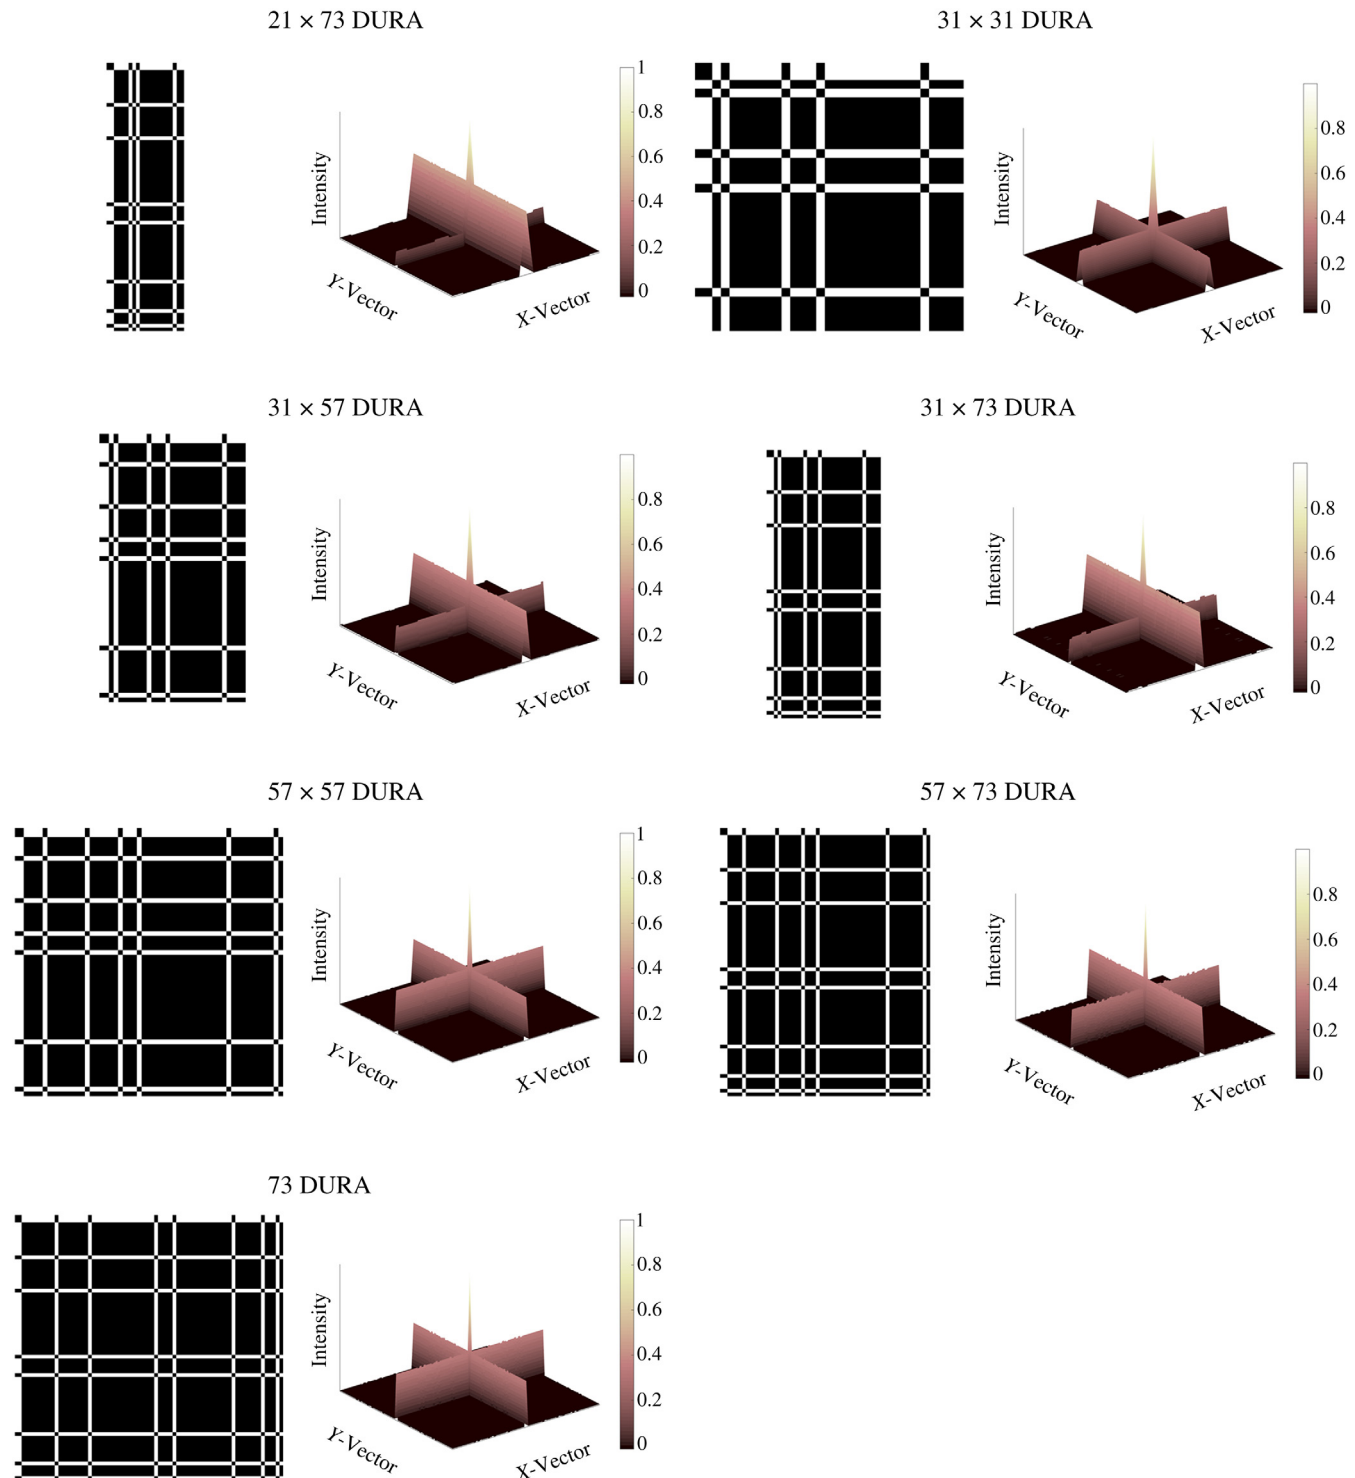 21 × 73 DURA
31 × 31 DURA
Intensity
Y-Vector
X-Vector
1
0.8
0.6
0.4
0.2
0
Intensity
Y-Vector
X-Vector
0.8
0.6
0.4
0.2
0
31 × 57 DURA
31 × 73 DURA
Intensity
Y-Vector
X-Vector
0.8
0.6
0.4
0.2
0
Intensity
Y-Vector
X-Vector
0.8
0.6
0.4
0.2
0
57 × 57 DURA
57 × 73 DURA
Intensity
Y-Vector
X-Vector
1
0.8
0.6
0.4
0.2
0
Intensity
Y-Vector
X-Vector
0.8
0.6
0.4
0.2
0
73 DURA
Intensity
Y-Vector
X-Vector
1
0.8
0.6
0.4
0.2
0